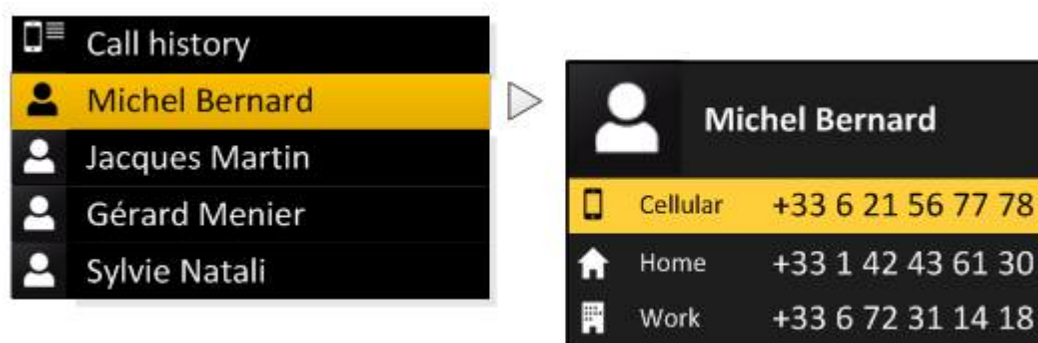 Call history
Michel Bernard
Jacques Martin
Gérard Menier
Sylvie Natali
Michel Bernard
Cellular +33 6 21 56 77 78
Home +33 1 42 43 61 30
Work +33 6 72 31 14 18